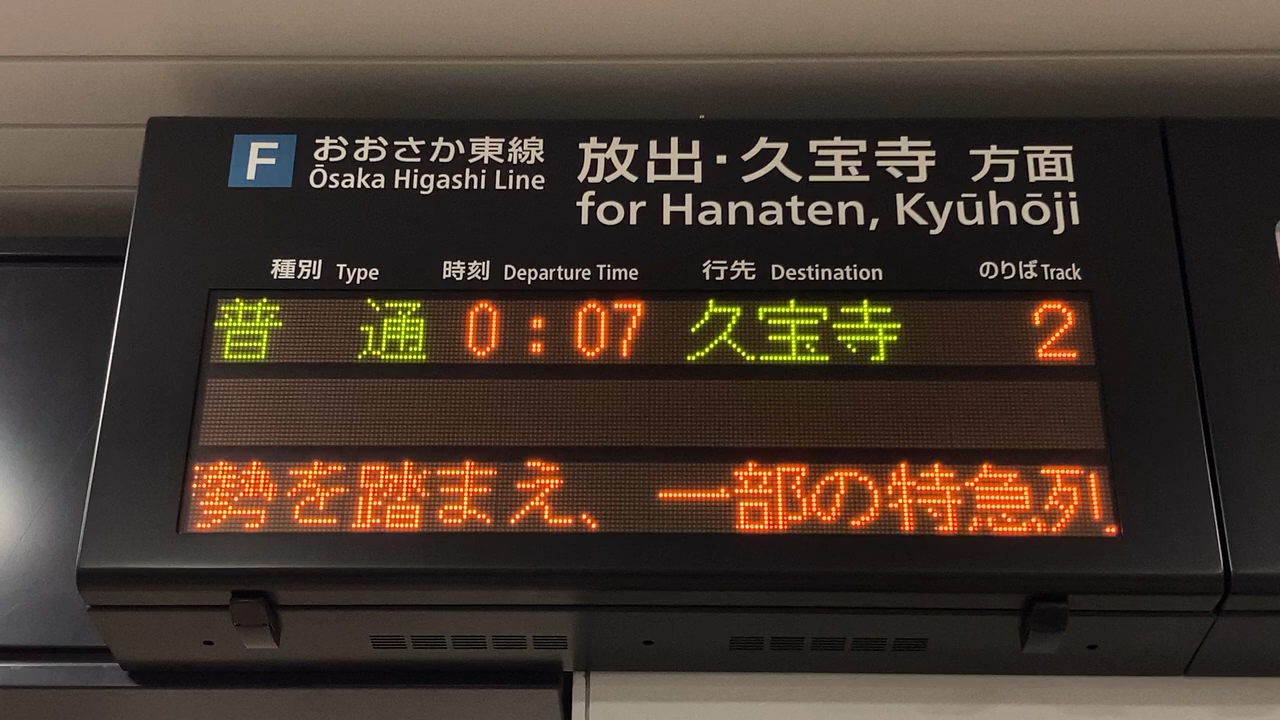 F おおさか東線 放出・久宝寺 方面
Ōsaka Higashi Line for Hanaten, Kyūhōji
種別 Type 時刻 Departure Time 行先 Destination のりば Track
普 通 0:07 久宝寺 2
勢を踏まえ、一部の特急列